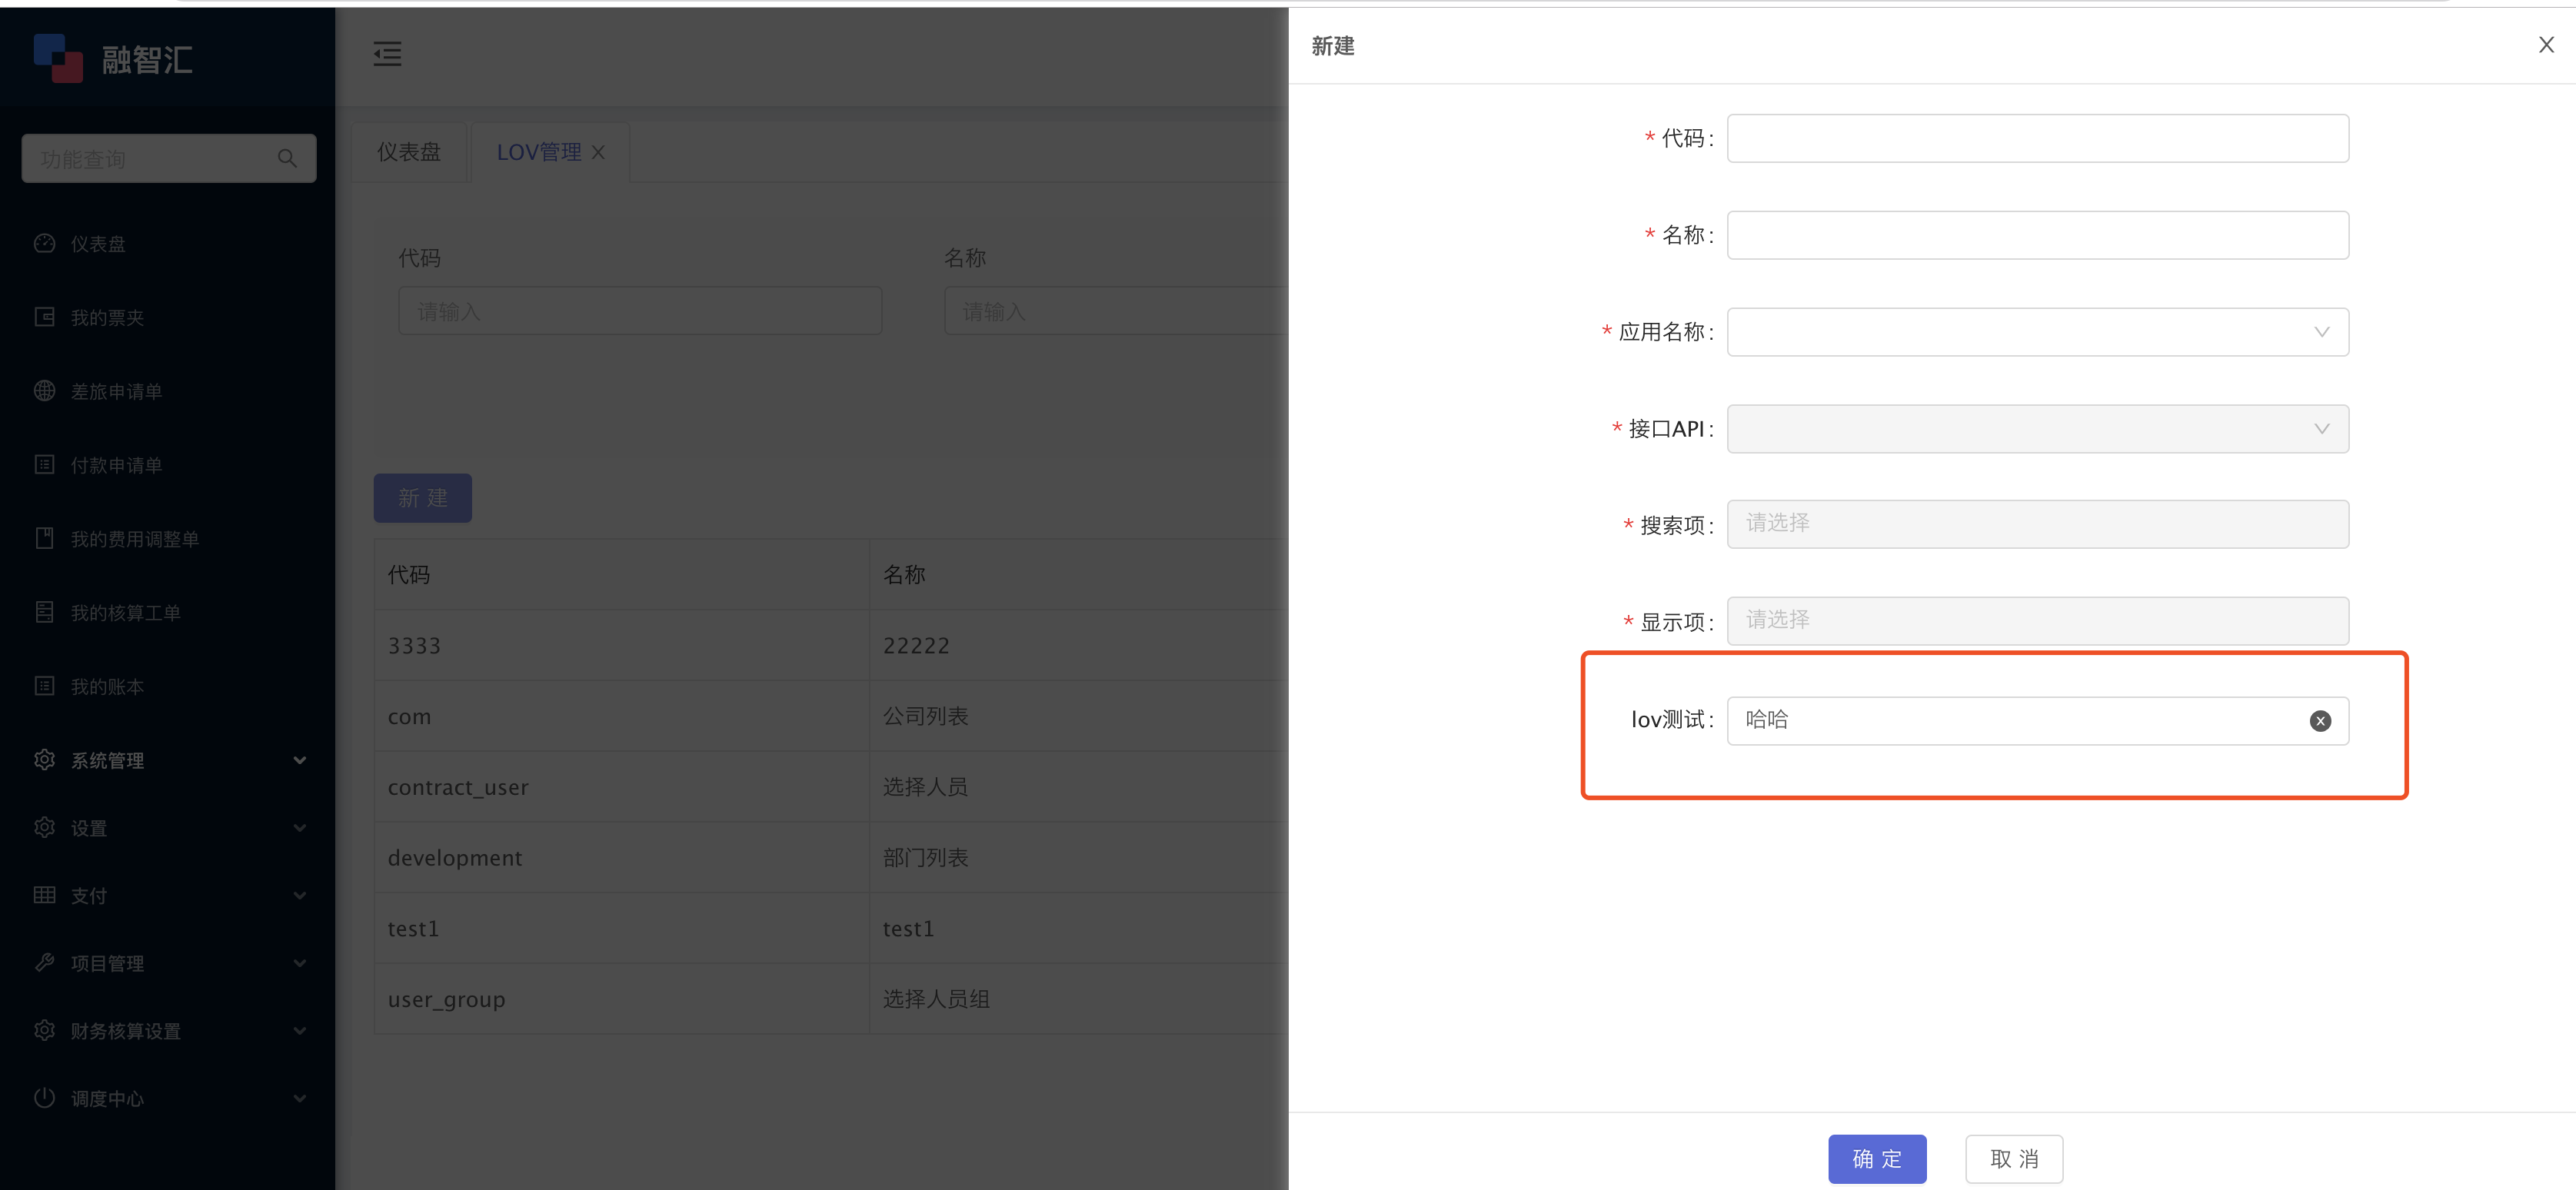 融智汇
功能查询
仪表盘
我的票夹
差旅申请单
付款申请单
我的费用调整单
我的核算工单
我的账本
系统管理
设置
支付
项目管理
财务核算设置
调度中心
仪表盘 LOV管理
代码 名称
请输入 请输入
新 建
代码 名称
3333 22222
com 公司列表
contract_user 选择人员
development 部门列表
test1 test1
user_group 选择人员组
新建
* 代码:
* 名称:
* 应用名称:
* 接口API:
* 搜索项: 请选择
* 显示项: 请选择
lov测试: 哈哈
确 定 取 消